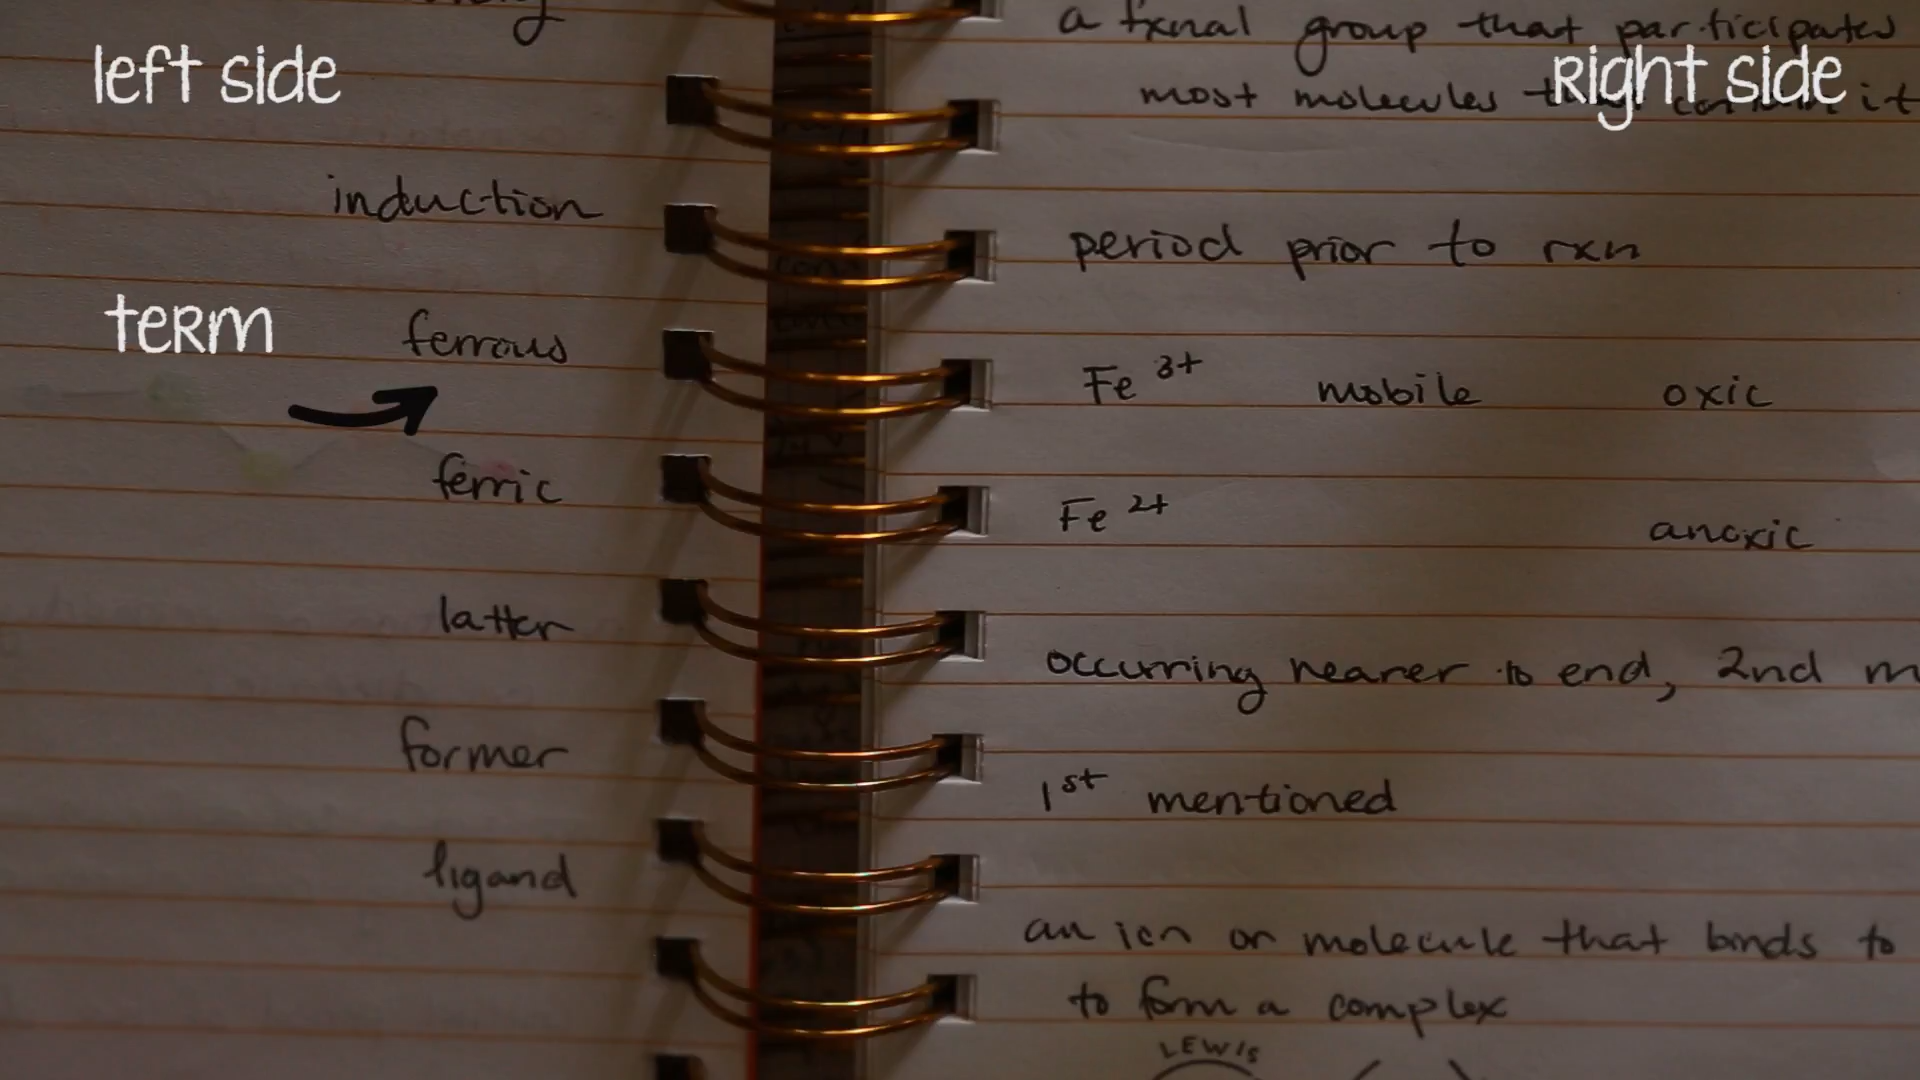 a fxnal group that participates
left side
Right side
most molecules it
induction
period prior to rxn
term
ferrous
Fe 3+ mobile oxic
ferric
Fe 2+ anoxic
latter
occurring nearer to end, 2nd m
former
1st mentioned
ligand
an ion or molecule that binds to
to form a complex
LEWIS